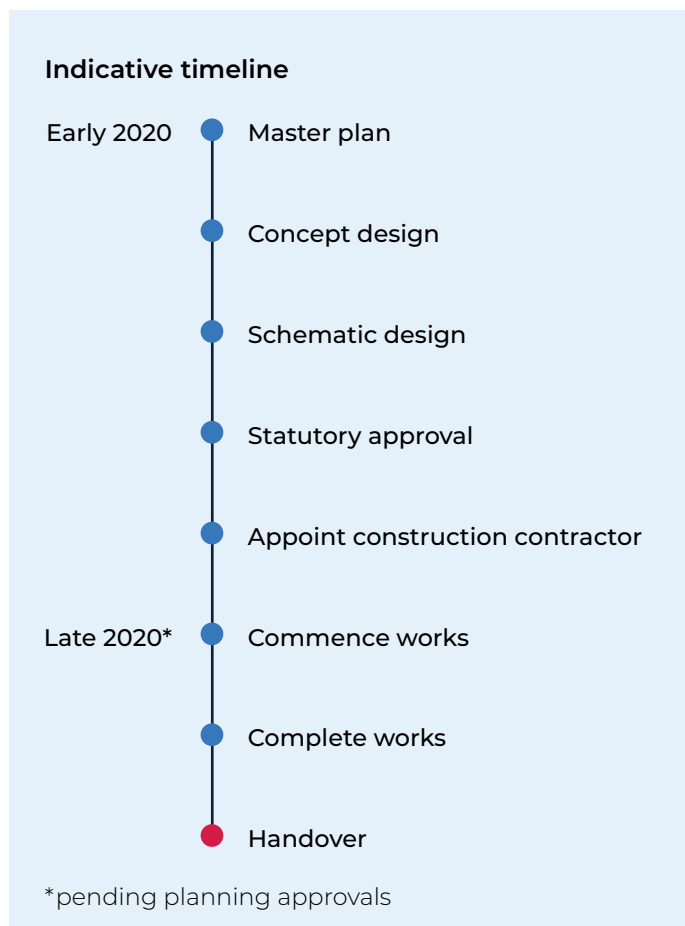 Indicative timeline
Early 2020 Master plan
Concept design
Schematic design
Statutory approval
Appoint construction contractor
Late 2020* Commence works
Complete works
Handover
*pending planning approvals